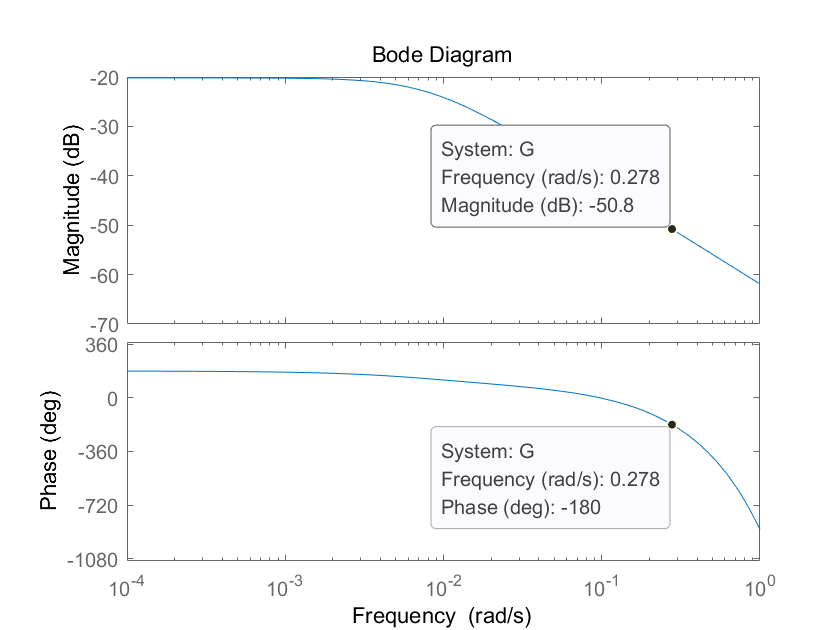 Bode Diagram
-20
-30
-40
-50
-60
-70
Magnitude (dB)
System: G
Frequency (rad/s): 0.278
Magnitude (dB): -50.8
360
0
-360
-720
-1080
Phase (deg)
System: G
Frequency (rad/s): 0.278
Phase (deg): -180
10-4 10-3 10-2 10-1 100
Frequency (rad/s)